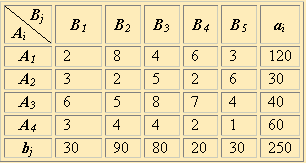 Bj
Ai B1 B2 B3 B4 B5 ai
A1 2 8 4 6 3 120
A2 3 2 5 2 6 30
A3 6 5 8 7 4 40
A4 3 4 4 2 1 60
bj 30 90 80 20 30 250